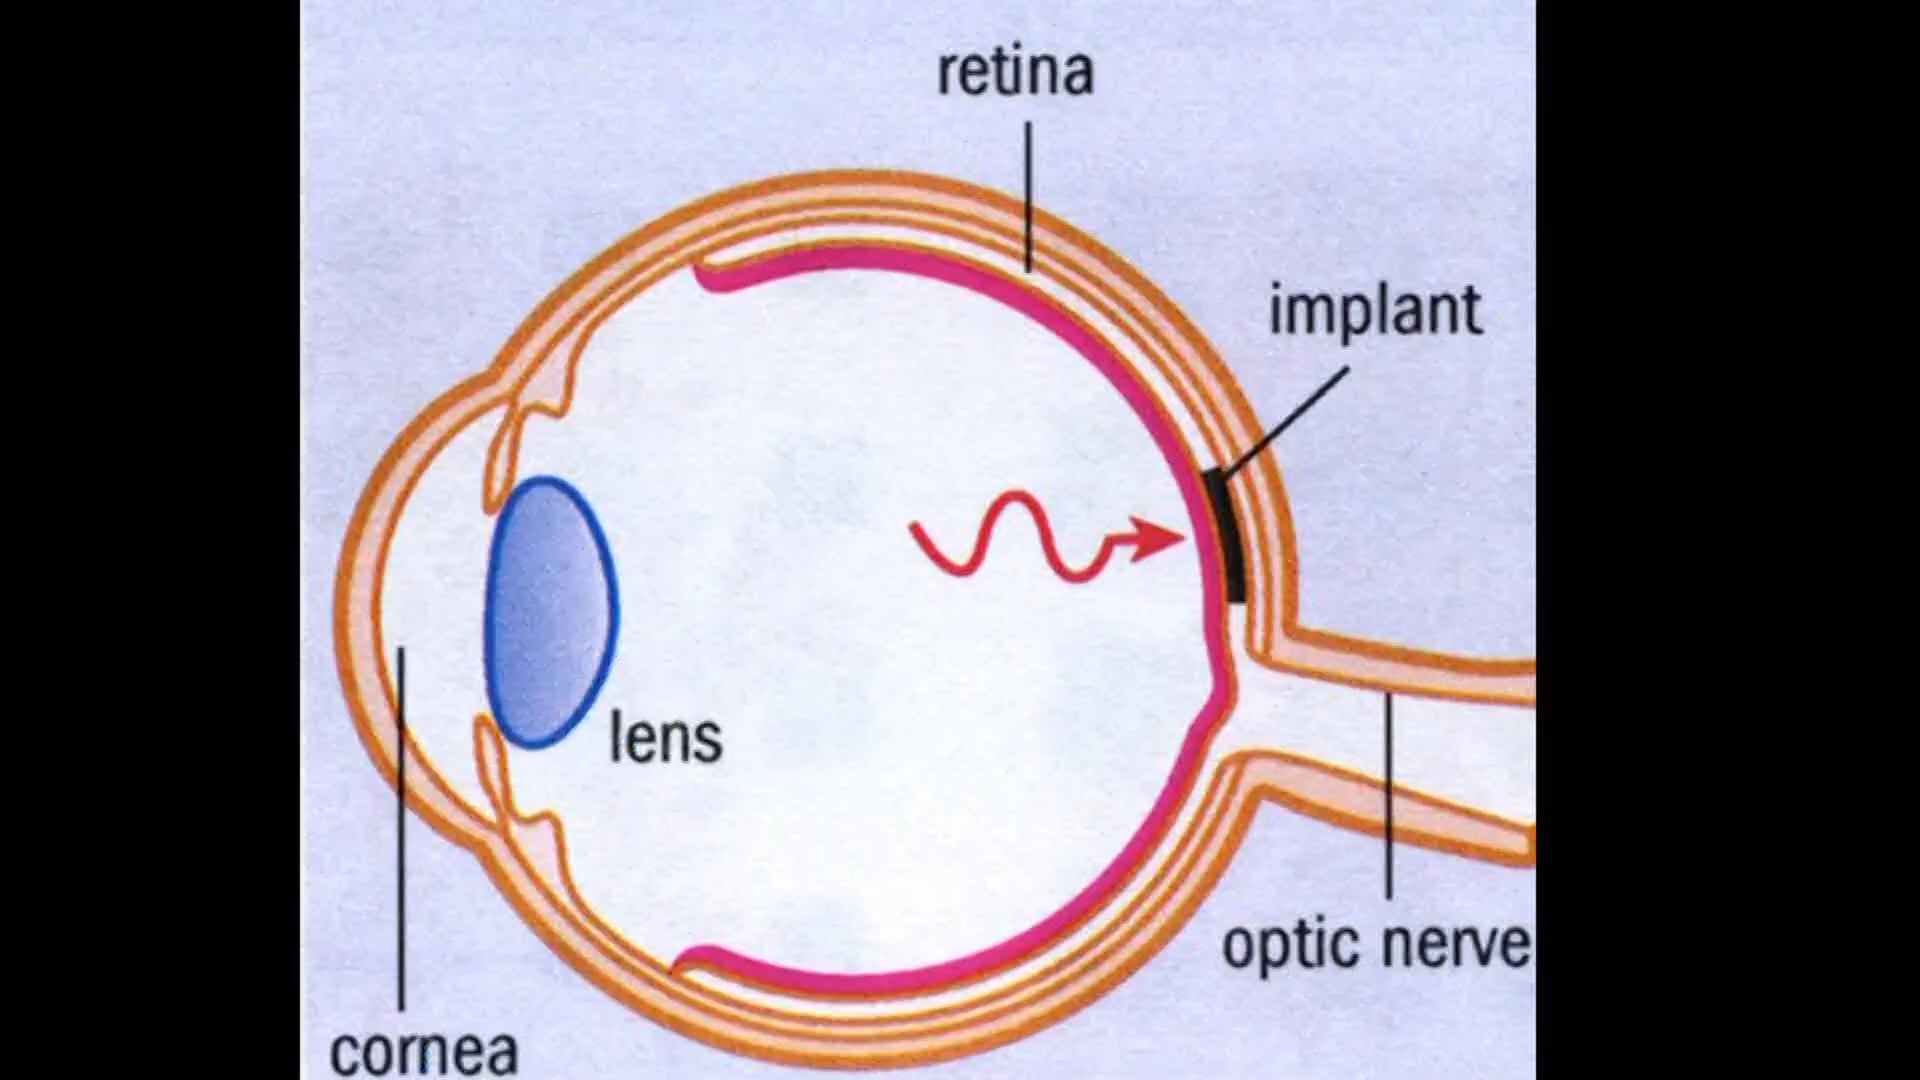 retina
implant
lens
optic nerve
cornea